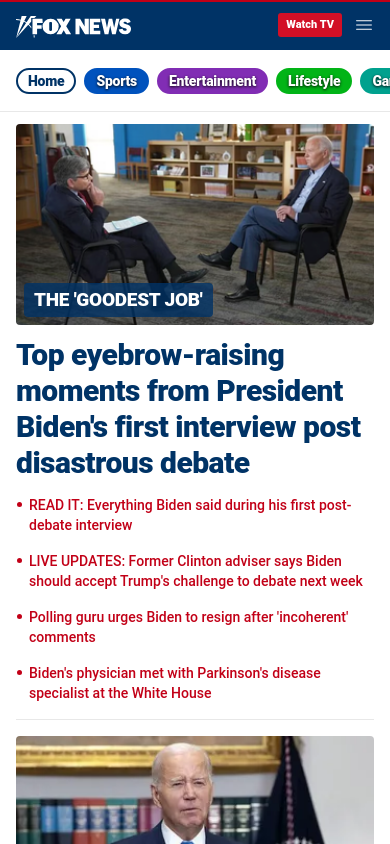 FOX NEWS
Watch TV
Home
Sports
Entertainment
Lifestyle
Ga
THE 'GOODEST JOB'
Top eyebrow-raising
moments from President
Biden's first interview post
disastrous debate
• READ IT: Everything Biden said during his first post-
debate interview
• LIVE UPDATES: Former Clinton adviser says Biden
should accept Trump's challenge to debate next week
• Polling guru urges Biden to resign after 'incoherent'
comments
• Biden's physician met with Parkinson's disease
specialist at the White House